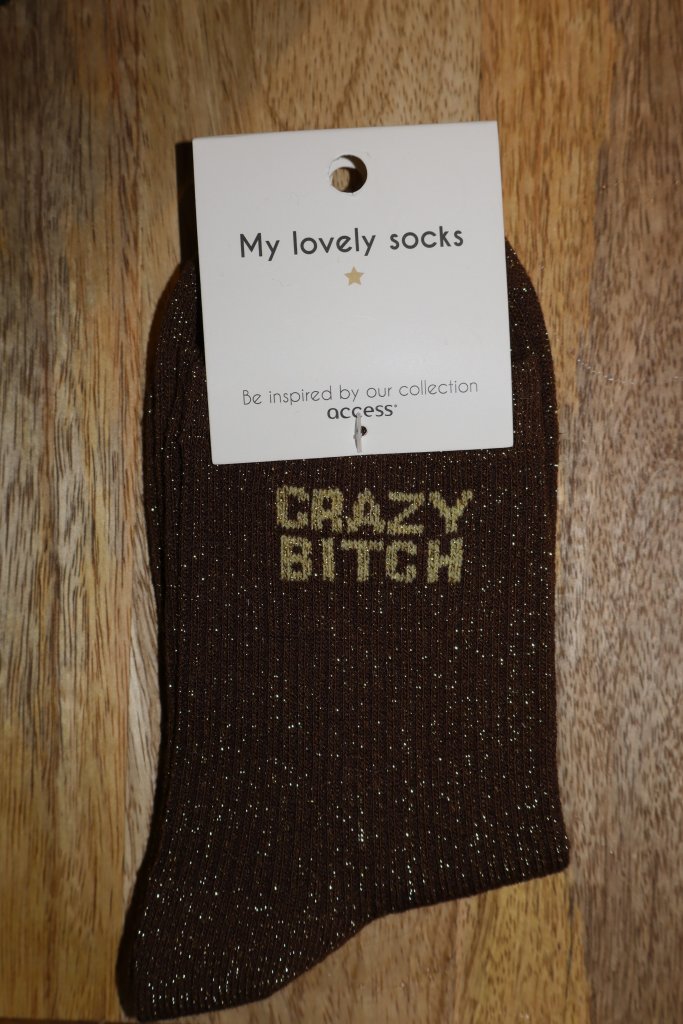 My lovely socks
Be inspired by our collection
access®
CRAZY
BITCH